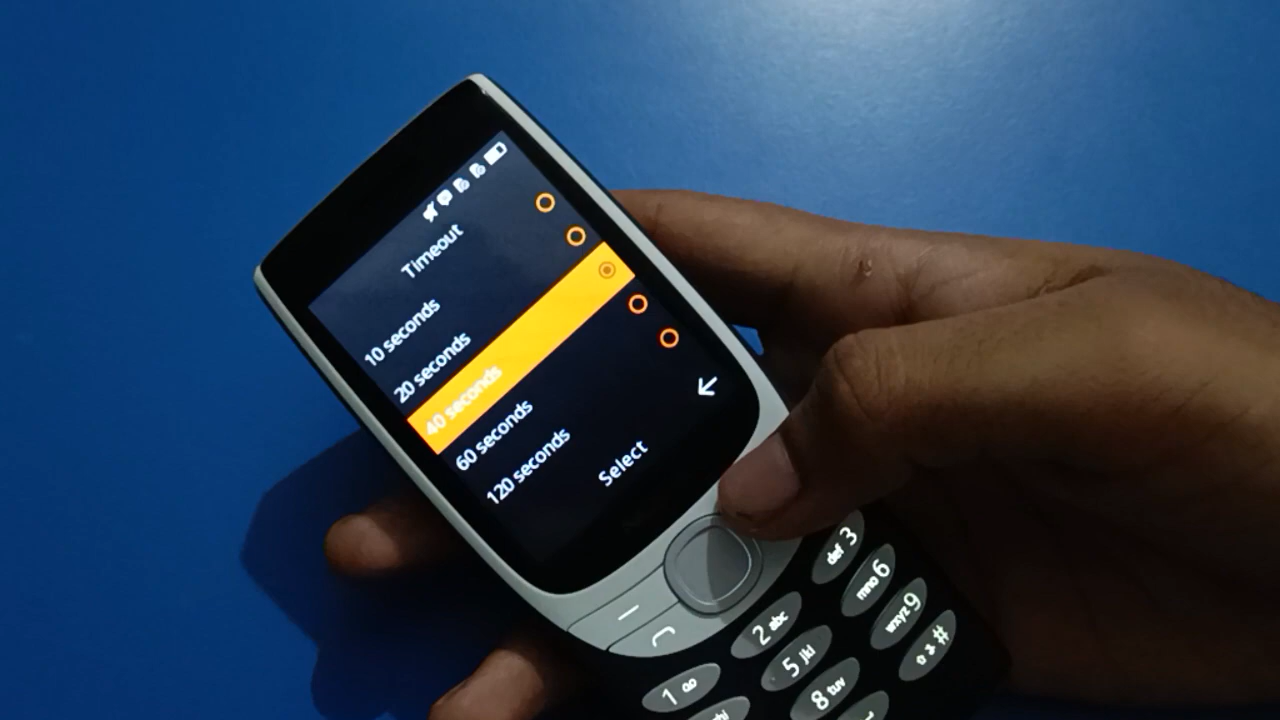 Timeout
10 seconds
20 seconds
40 seconds
60 seconds
120 seconds
Select
1
2 abc
def 3
5 jkl
mno 6
8 tuv
wxyz 9
#